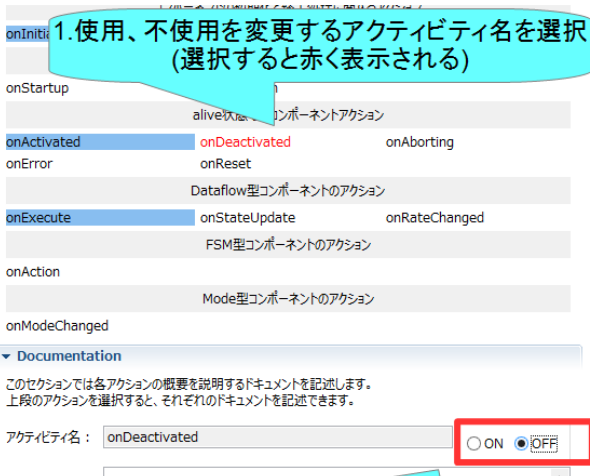 1.使用、不使用を変更するアクティビティ名を選択
(選択すると赤く表示される)
onStartup
コンポーネントアクション
onActivated onDeactivated onAborting
onError onReset
Dataflow型コンポーネントのアクション
onExecute onStateUpdate onRateChanged
FSM型コンポーネントのアクション
onAction
Mode型コンポーネントのアクション
onModeChanged
Documentation
このセクションでは各アクションの概要を説明するドキュメントを記述します。
上段のアクションを選択すると、それぞれのドキュメントを記述できます。
アクティビティ名： onDeactivated ON OFF